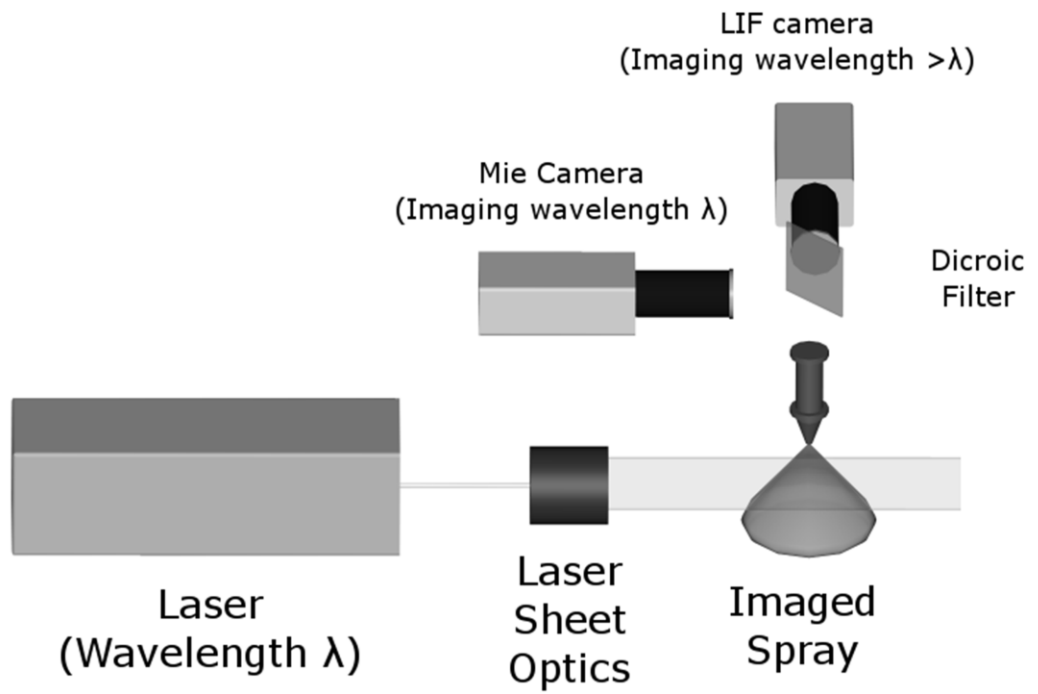 LIF camera
(Imaging wavelength >λ)
Mie Camera
(Imaging wavelength λ)
Dicroic
Filter
Laser
(Wavelength λ)
Laser
Sheet
Optics
Imaged
Spray